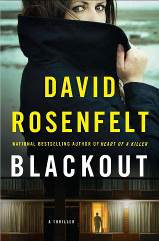 DAVID
ROSENFELT
NATIONAL BESTSELLING AUTHOR OF HEART OF A KILLER
BLACKOUT
A THRILLER